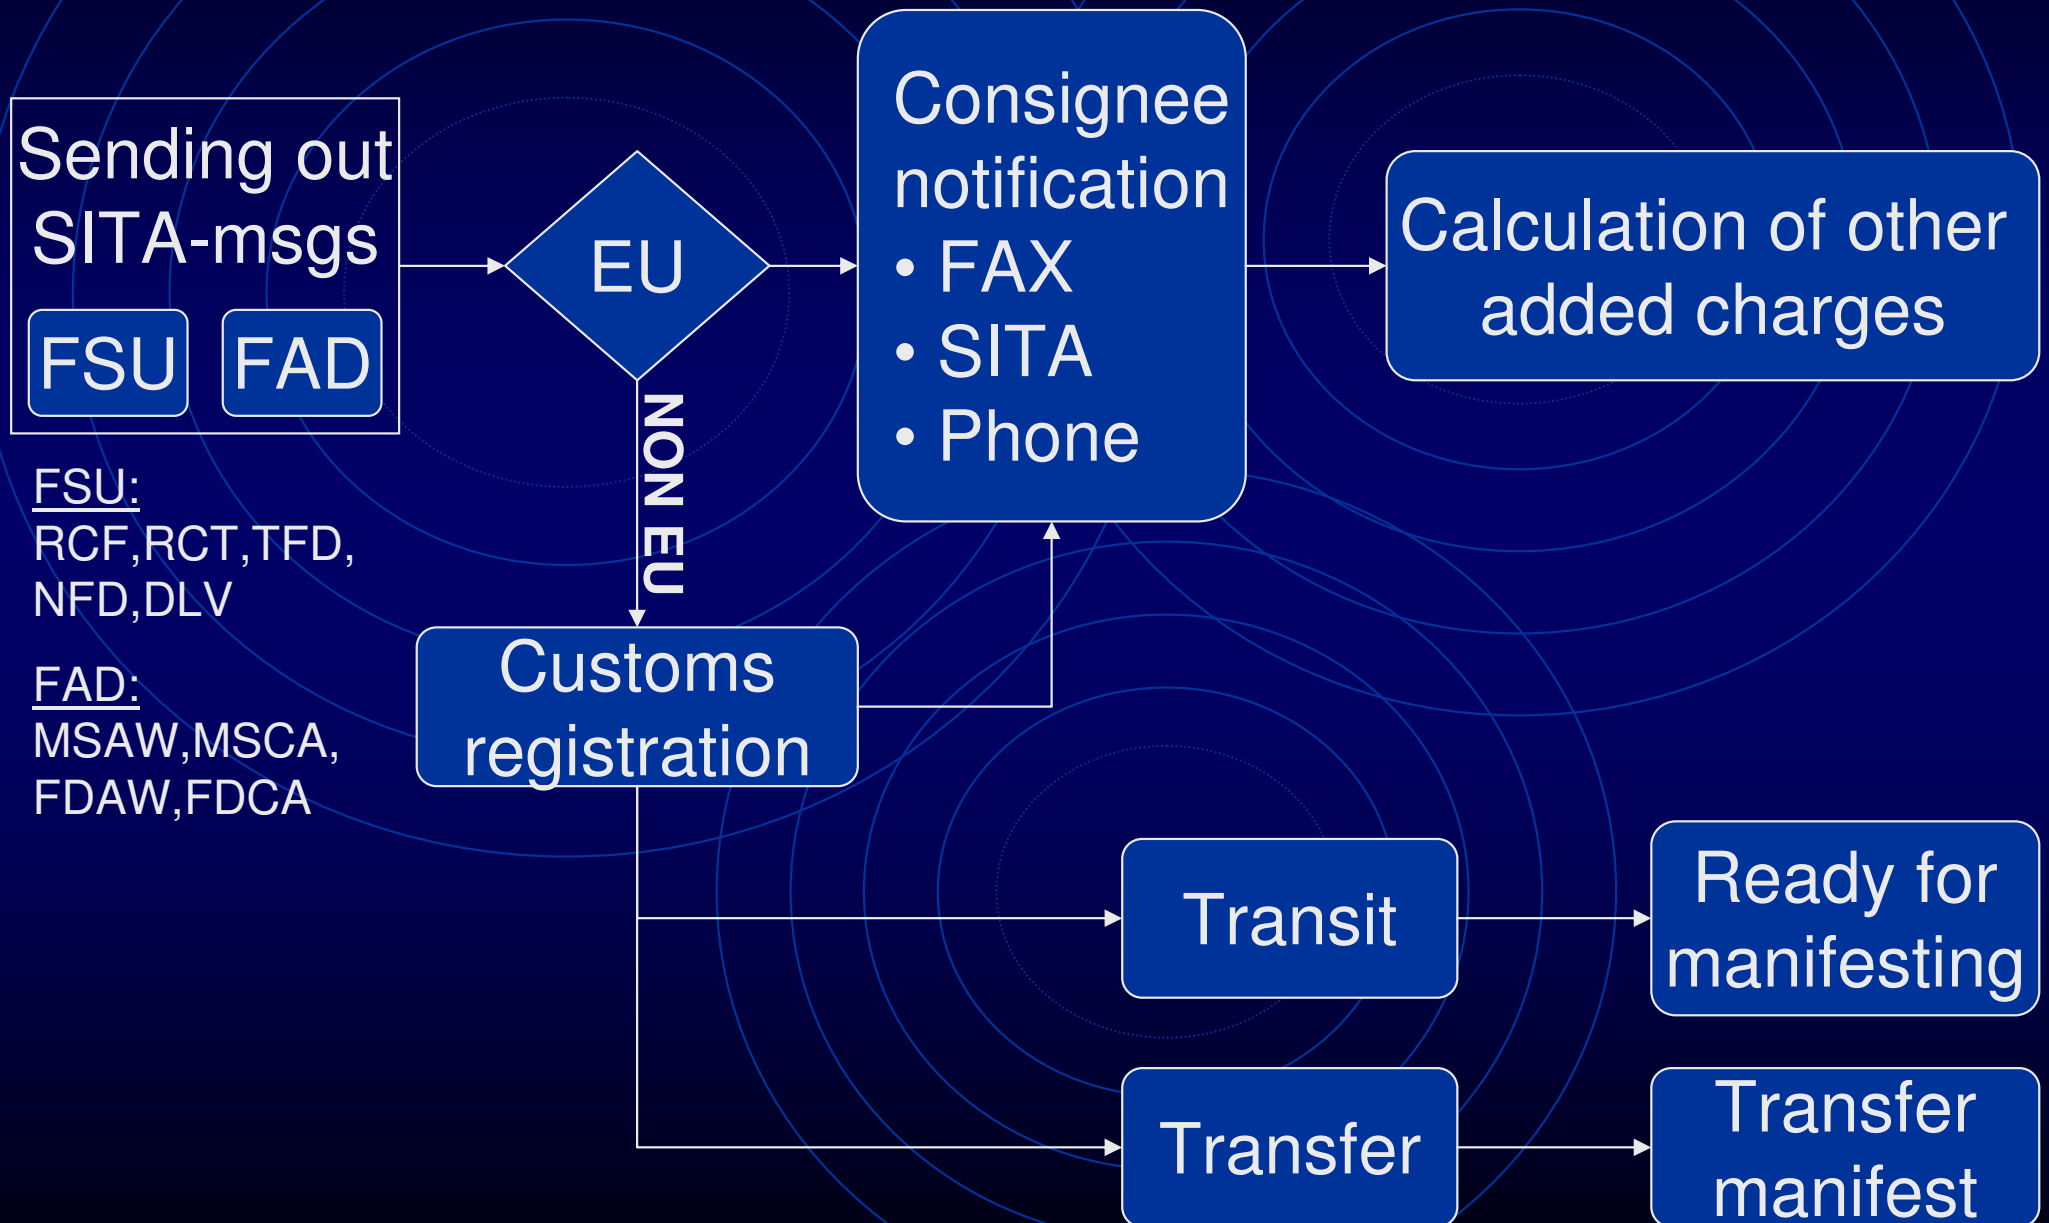 Sending out
SITA-msgs
FSU
FAD
FSU:
RCF,RCT,TFD,
NFD,DLV
FAD:
MSAW,MSCA,
FDAW,FDCA
EU
NON EU
Consignee
notification
• FAX
• SITA
• Phone
Calculation of other
added charges
Customs
registration
Transit
Ready for
manifesting
Transfer
Transfer
manifest